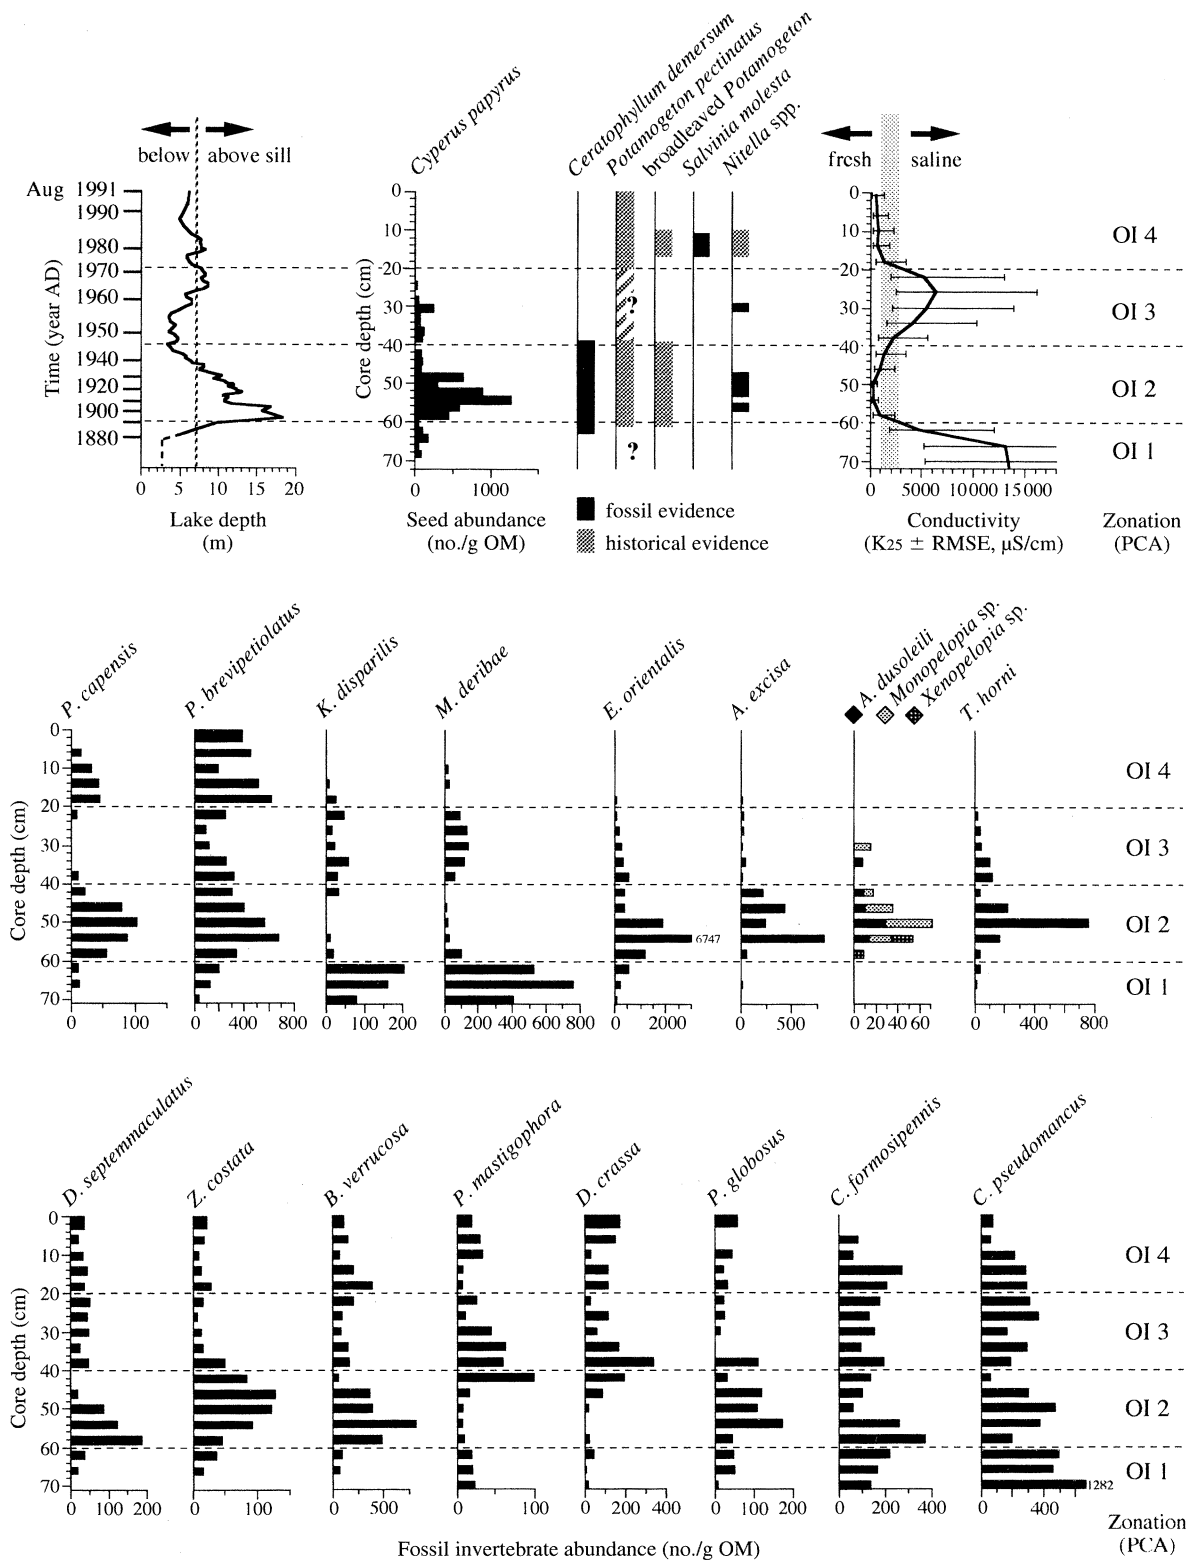 below
above sill
Aug 1991
1990
1980
1970
1960
1950
1940
1920
1900
1880
Time (year AD)
0 5 10 15 20
Lake depth
(m)
Cyperus papyrus
0
10
20
30
40
50
60
70
Core depth (cm)
0 1000
Seed abundance
(no./g OM)
Ceratophyllum demersum
Potamogeton pectinatus
broadleaved Potamogeton
Salvinia molesta
Nitella spp.
?
?
fossil evidence
historical evidence
fresh
saline
0
10
20
30
40
50
60
70
0 5000 10000 15000
Conductivity
(K25 ± RMSE, µS/cm)
OI 4
OI 3
OI 2
OI 1
Zonation
(PCA)
P. capensis
P. brevipetiolatus
K. disparilis
M. deribae
E. orientalis
A. excisa
A. dusoleili
Monopelopia sp.
Xenopelopia sp.
T. horni
0
10
20
30
40
50
60
70
Core depth (cm)
6747
OI 4
OI 3
OI 2
OI 1
0 100
0 400 800
0 100 200
0 200 400 600 800
0 2000
0 500
0 20 40 60
0 400 800
D. septemmaculatus
Z. costata
B. verrucosa
P. mastigophora
D. crassa
P. globosus
C. formosipennis
C. pseudomancus
0
10
20
30
40
50
60
70
Core depth (cm)
1282
OI 4
OI 3
OI 2
OI 1
0 100 200
0 100
0 500
0 100
0 200 400
0 100 200
0 200 400
0 400
Zonation
(PCA)
Fossil invertebrate abundance (no./g OM)